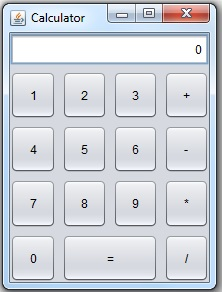 Calculator
0
1 2 3 +
4 5 6 -
7 8 9 *
0 = /